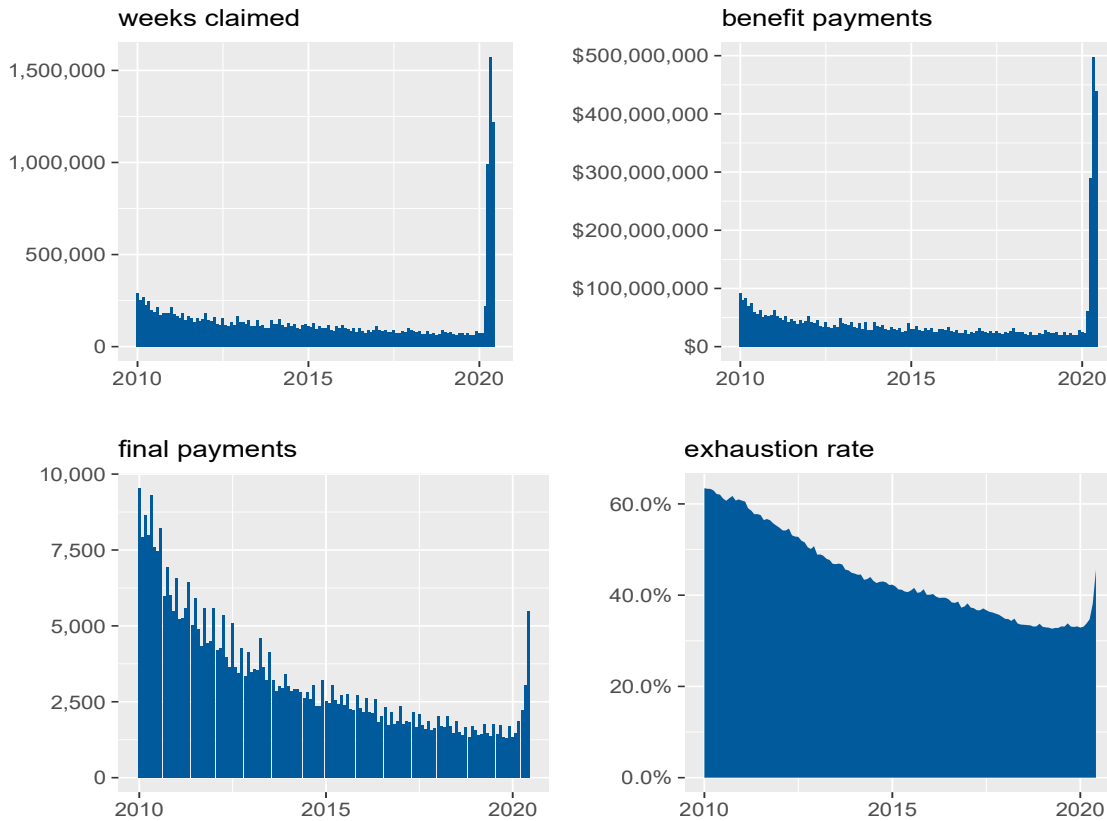 weeks claimed
1,500,000
1,000,000
500,000
0
2010 2015 2020
benefit payments
$500,000,000
$400,000,000
$300,000,000
$200,000,000
$100,000,000
$0
2010 2015 2020
final payments
10,000
7,500
5,000
2,500
0
2010 2015 2020
exhaustion rate
60.0%
40.0%
20.0%
0.0%
2010 2015 2020